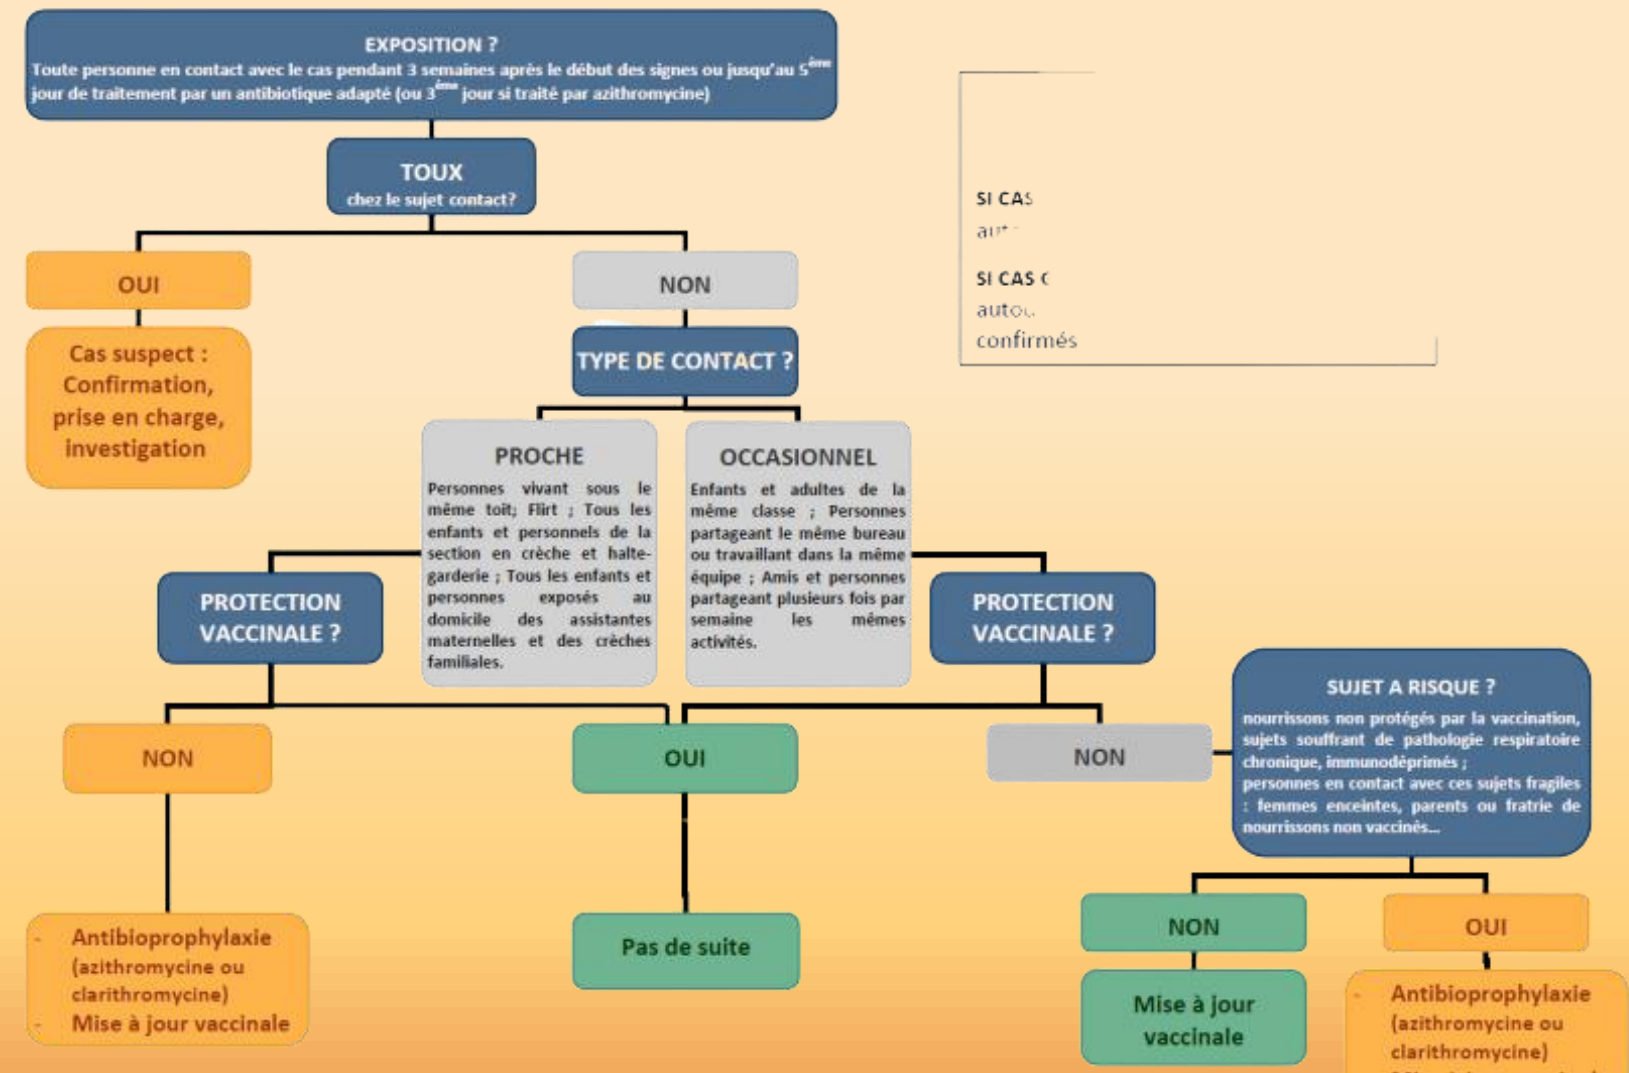 EXPOSITION ?
Toute personne en contact avec le cas pendant 3 semaines après le début des signes ou jusqu'au 5ème
jour de traitement par un antibiotique adapté (ou 3ème jour si traité par azithromycine)
TOUX
chez le sujet contact?
SI CAS
SI CAS
confirmés
OUI
NON
Cas suspect :
Confirmation,
prise en charge,
investigation
TYPE DE CONTACT ?
PROCHE
Personnes vivant sous le
même toit; Flirt ; Tous les
enfants et personnels de la
section en crèche et halte-
garderie ; Tous les enfants et
personnes exposés au
domicile des assistantes
maternelles et des crèches
familiales.
OCCASIONNEL
Enfants et adultes de la
même classe ; Personnes
partageant le même bureau
ou travaillant dans la même
équipe ; Amis et personnes
partageant plusieurs fois par
semaine les mêmes
activités.
PROTECTION
VACCINALE ?
PROTECTION
VACCINALE ?
SUJET A RISQUE ?
nourrissons non protégés par la vaccination,
sujets souffrant de pathologie respiratoire
chronique, immunodéprimés ;
personnes en contact avec ces sujets fragiles
: femmes enceintes, parents ou fratrie de
nourrissons non vaccinés...
NON
OUI
NON
NON
OUI
- Antibioprophylaxie
(azithromycine ou
clarithromycine)
- Mise à jour vaccinale
Pas de suite
Mise à jour
vaccinale
- Antibioprophylaxie
(azithromycine ou
clarithromycine)